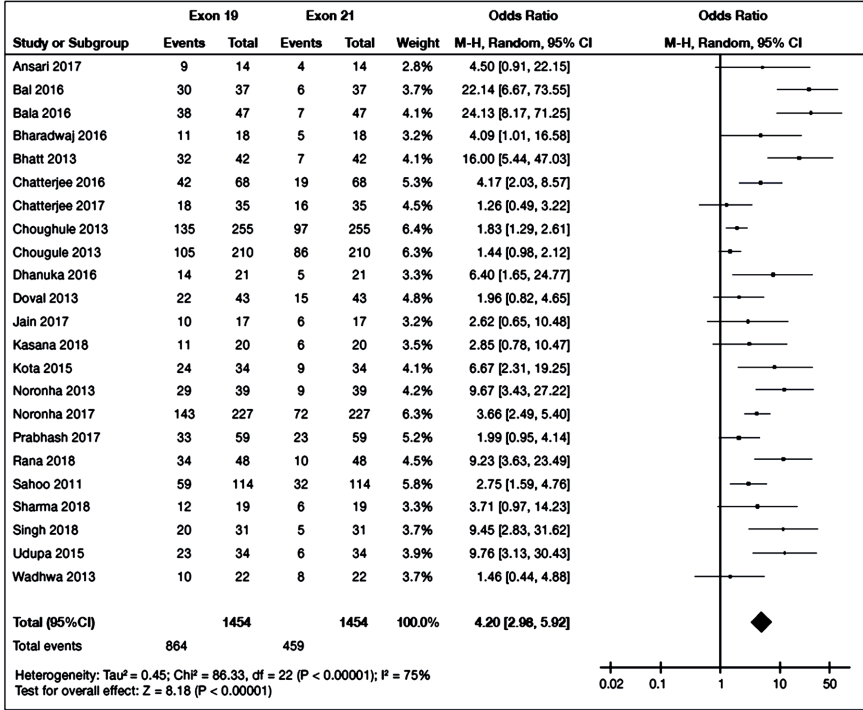 Exon 19 Exon 21 Odds Ratio Odds Ratio
Study or Subgroup Events Total Events Total Weight M-H, Random, 95% CI M-H, Random, 95% CI
Ansari 2017 9 14 4 14 2.8% 4.50 [0.91, 22.15]
Bal 2016 30 37 6 37 3.7% 22.14 [6.67, 73.55]
Bala 2016 38 47 7 47 4.1% 24.13 [8.17, 71.25]
Bharadwaj 2016 11 18 5 18 3.2% 4.09 [1.01, 16.58]
Bhatt 2013 32 42 7 42 4.1% 16.00 [5.44, 47.03]
Chatterjee 2016 42 68 19 68 5.3% 4.17 [2.03, 8.57]
Chatterjee 2017 18 35 16 35 4.5% 1.26 [0.49, 3.22]
Choughule 2013 135 255 97 255 6.4% 1.83 [1.29, 2.61]
Chougule 2013 105 210 86 210 6.3% 1.44 [0.98, 2.12]
Dhanuka 2016 14 21 5 21 3.3% 6.40 [1.65, 24.77]
Doval 2013 22 43 15 43 4.8% 1.96 [0.82, 4.65]
Jain 2017 10 17 6 17 3.2% 2.62 [0.65, 10.48]
Kasana 2018 11 20 6 20 3.5% 2.85 [0.78, 10.47]
Kota 2015 24 34 9 34 4.1% 6.67 [2.31, 19.25]
Noronha 2013 29 39 9 39 4.2% 9.67 [3.43, 27.22]
Noronha 2017 143 227 72 227 6.3% 3.66 [2.49, 5.40]
Prabhash 2017 33 59 23 59 5.2% 1.99 [0.95, 4.14]
Rana 2018 34 48 10 48 4.5% 9.23 [3.63, 23.49]
Sahoo 2011 59 114 32 114 5.8% 2.75 [1.59, 4.76]
Sharma 2018 12 19 6 19 3.3% 3.71 [0.97, 14.23]
Singh 2018 20 31 5 31 3.7% 9.45 [2.83, 31.62]
Udupa 2015 23 34 6 34 3.9% 9.76 [3.13, 30.43]
Wadhwa 2013 10 22 8 22 3.7% 1.46 [0.44, 4.88]
Total (95%CI) 1454 1454 100.0% 4.20 [2.98, 5.92]
Total events 864 459
Heterogeneity: Tau² = 0.45; Chi² = 86.33, df = 22 (P < 0.00001); I² = 75%
Test for overall effect: Z = 8.18 (P < 0.00001)
0.02 0.1 1 10 50